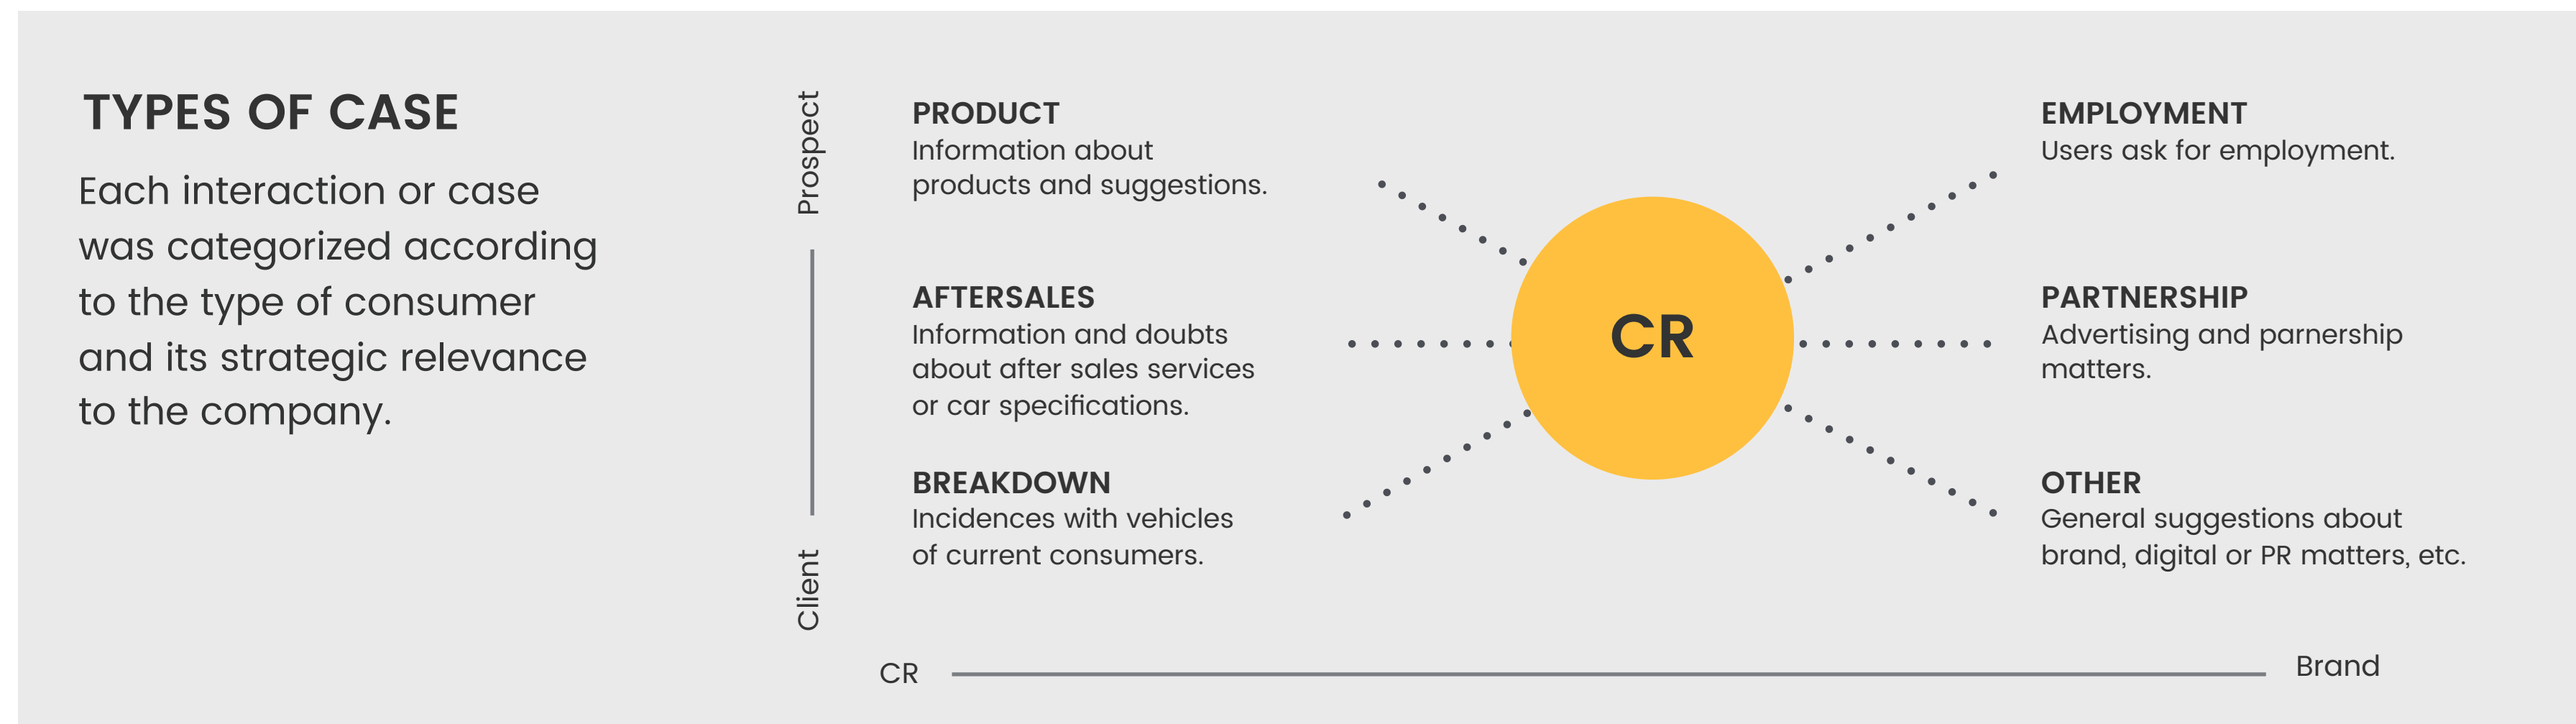 TYPES OF CASE
Each interaction or case
was categorized according
to the type of consumer
and its strategic relevance
to the company.
Prospect
Client
PRODUCT
Information about
products and suggestions.
AFTERSALES
Information and doubts
about after sales services
or car specifications.
BREAKDOWN
Incidences with vehicles
of current consumers.
CR
EMPLOYMENT
Users ask for employment.
PARTNERSHIP
Advertising and parnership
matters.
OTHER
General suggestions about
brand, digital or PR matters, etc.
CR
Brand